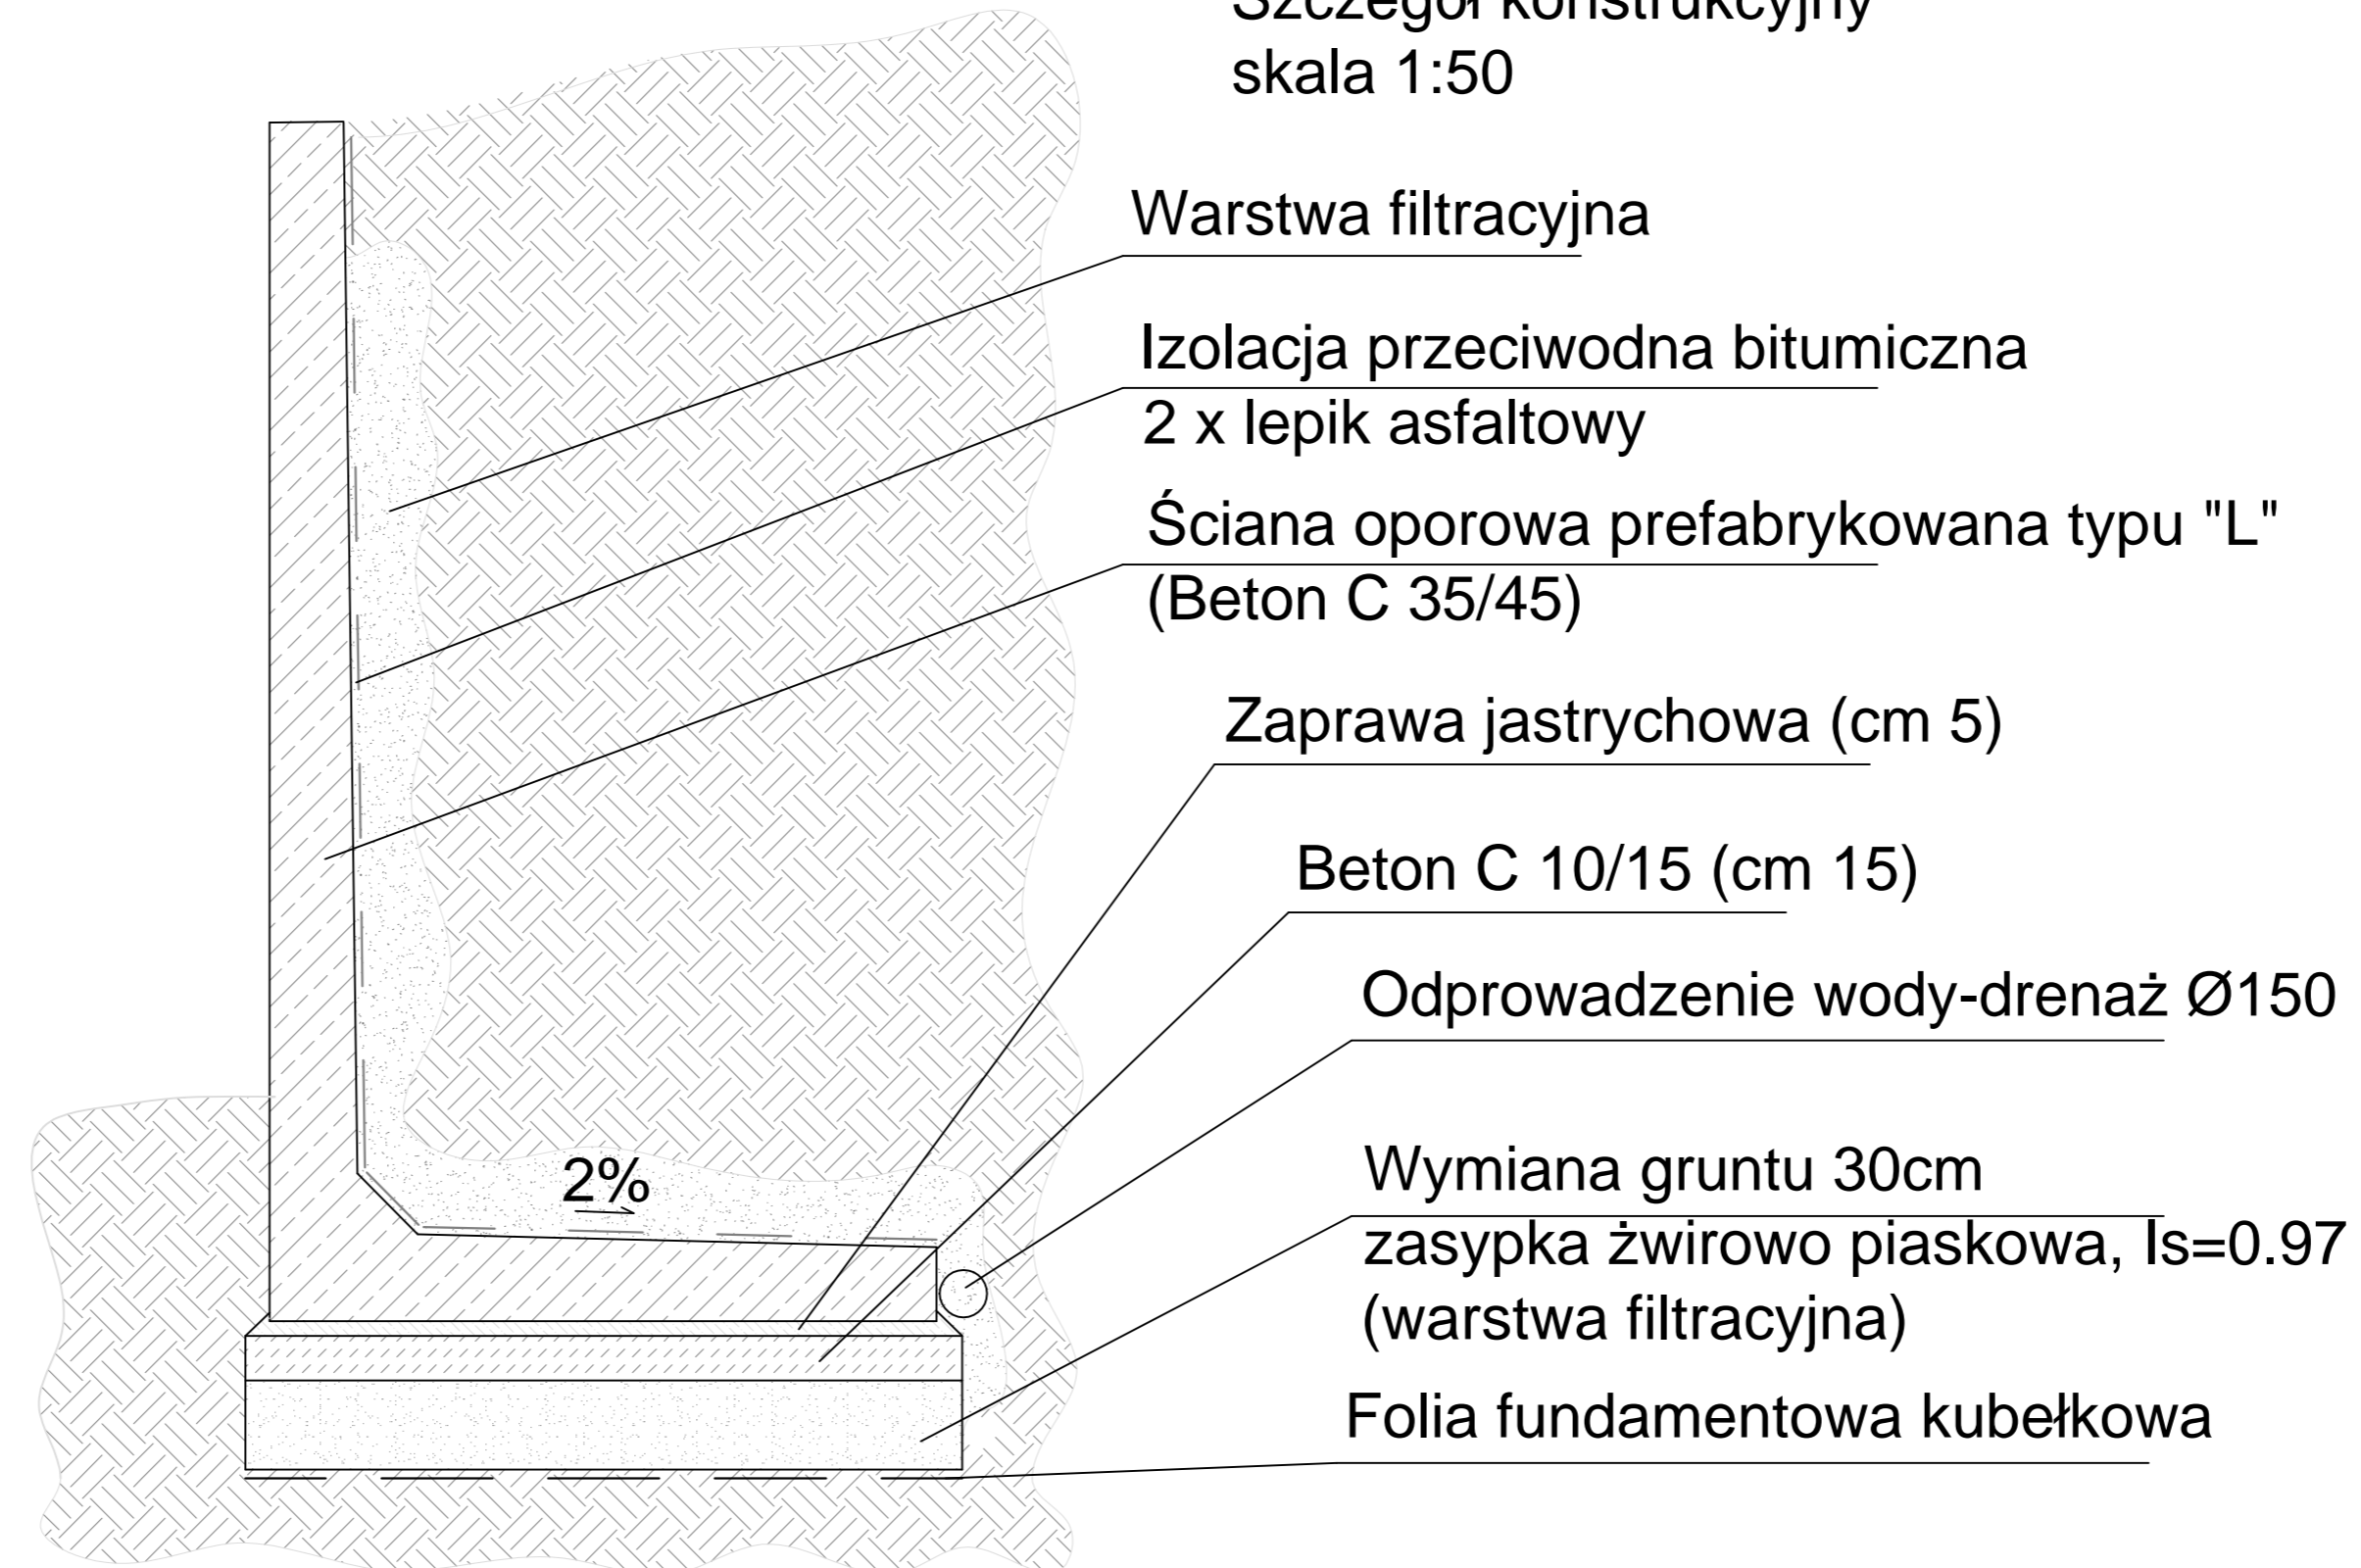 Szczegół konstrukcyjny
skala 1:50
Warstwa filtracyjna
Izolacja przeciwodna bitumiczna
2 x lepik asfaltowy
Ściana oporowa prefabrykowana typu "L"
(Beton C 35/45)
Zaprawa jastrychowa (cm 5)
Beton C 10/15 (cm 15)
Odprowadzenie wody-drenaż Ø150
2%
Wymiana gruntu 30cm
zasypka żwirowo piaskowa, Is=0.97
(warstwa filtracyjna)
Folia fundamentowa kubełkowa